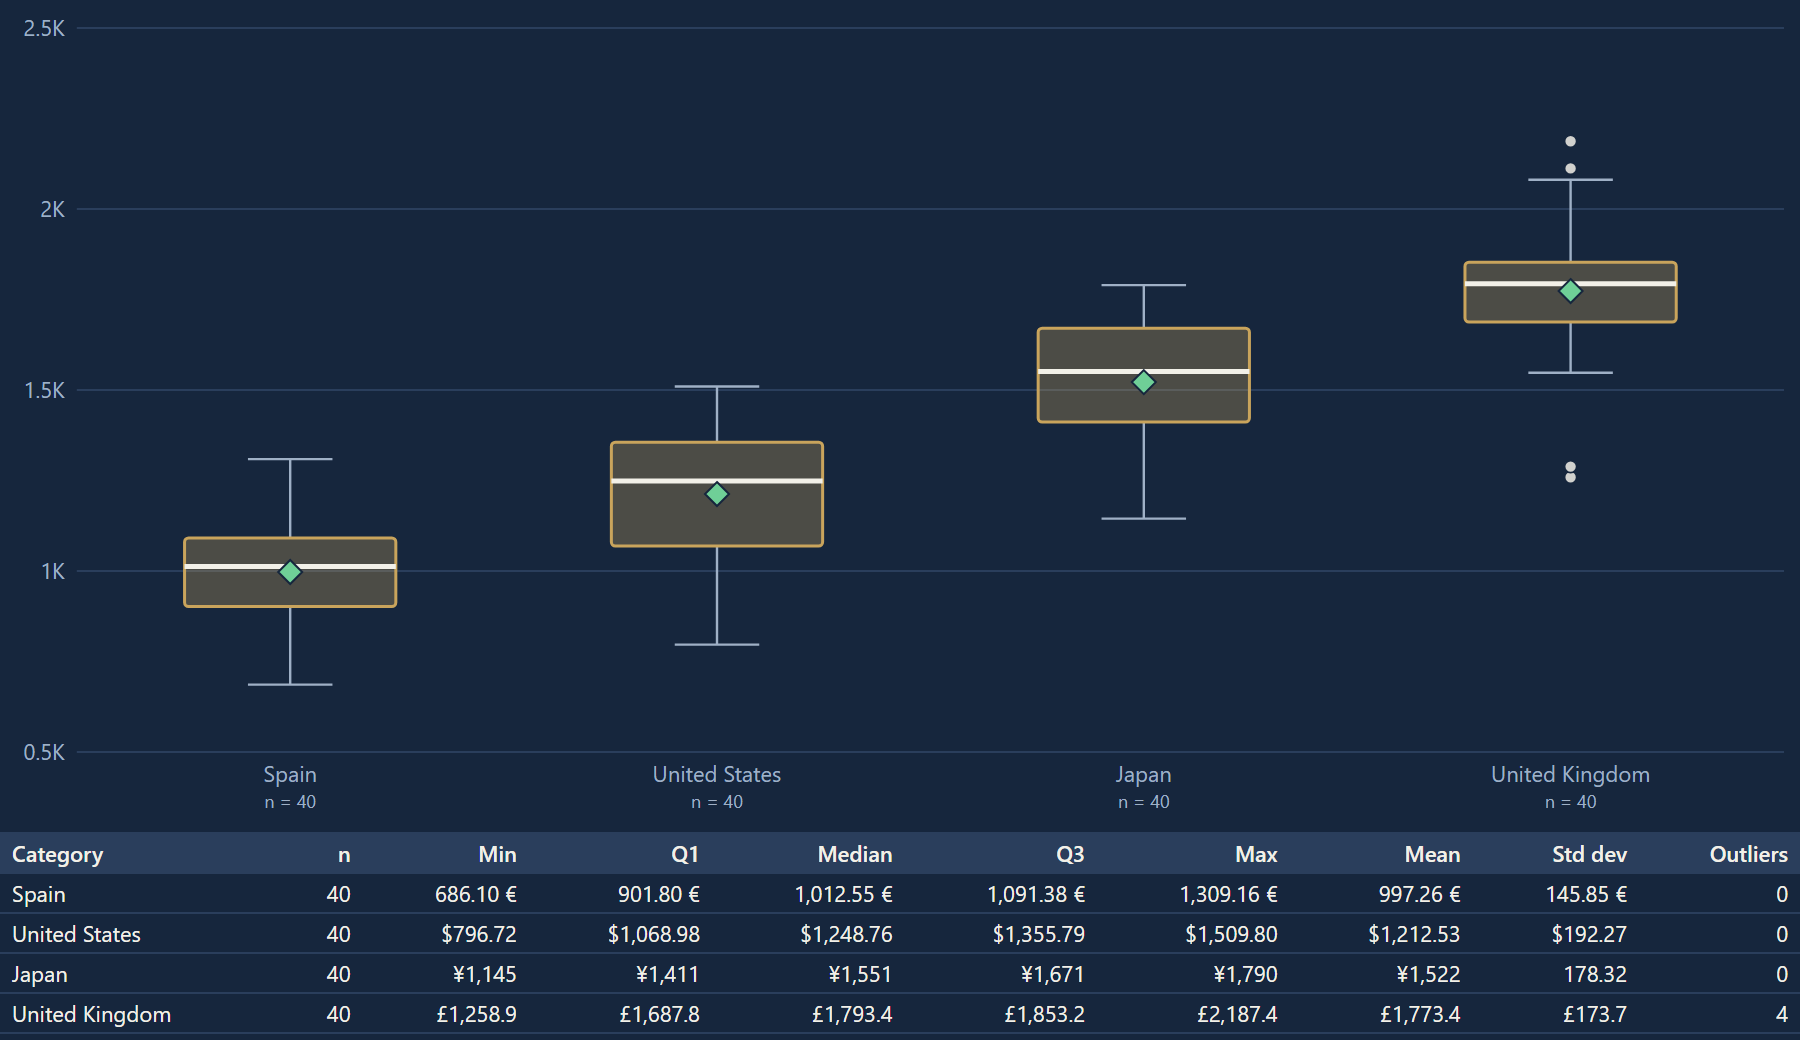 2.5K
2K
1.5K
1K
0.5K
Spain United States Japan United Kingdom
n = 40 n = 40 n = 40 n = 40
Category n Min Q1 Median Q3 Max Mean Std dev Outliers
Spain 40 686.10 € 901.80 € 1,012.55 € 1,091.38 € 1,309.16 € 997.26 € 145.85 € 0
United States 40 $796.72 $1,068.98 $1,248.76 $1,355.79 $1,509.80 $1,212.53 $192.27 0
Japan 40 ¥1,145 ¥1,411 ¥1,551 ¥1,671 ¥1,790 ¥1,522 178.32 0
United Kingdom 40 £1,258.9 £1,687.8 £1,793.4 £1,853.2 £2,187.4 £1,773.4 £173.7 4